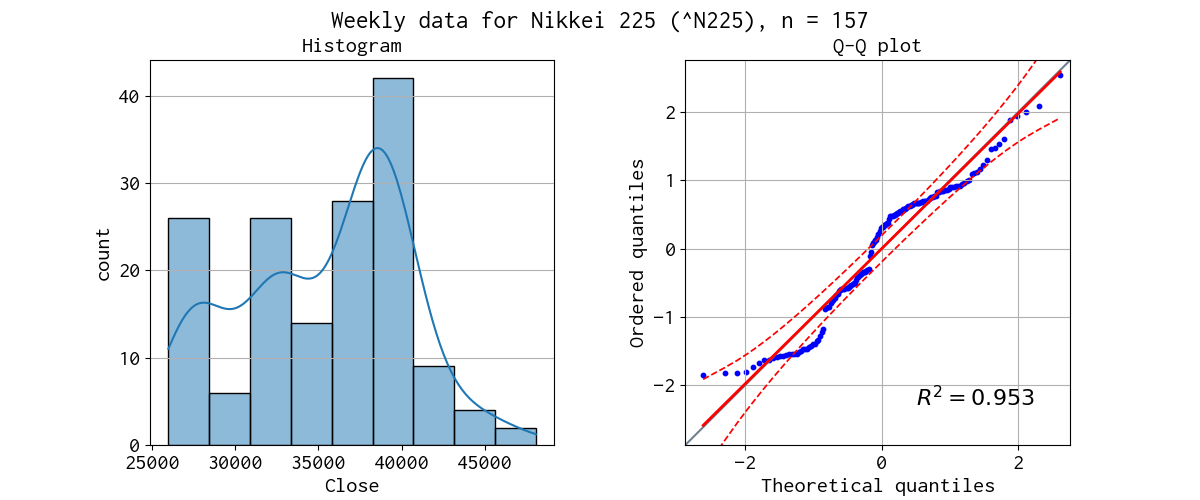 Weekly data for Nikkei 225 (^N225), n = 157
Histogram
count
40
30
20
10
0
25000 30000 35000 40000 45000
Close
Q-Q plot
Ordered quantiles
2
1
0
−1
−2
R² = 0.953
−2 0 2
Theoretical quantiles